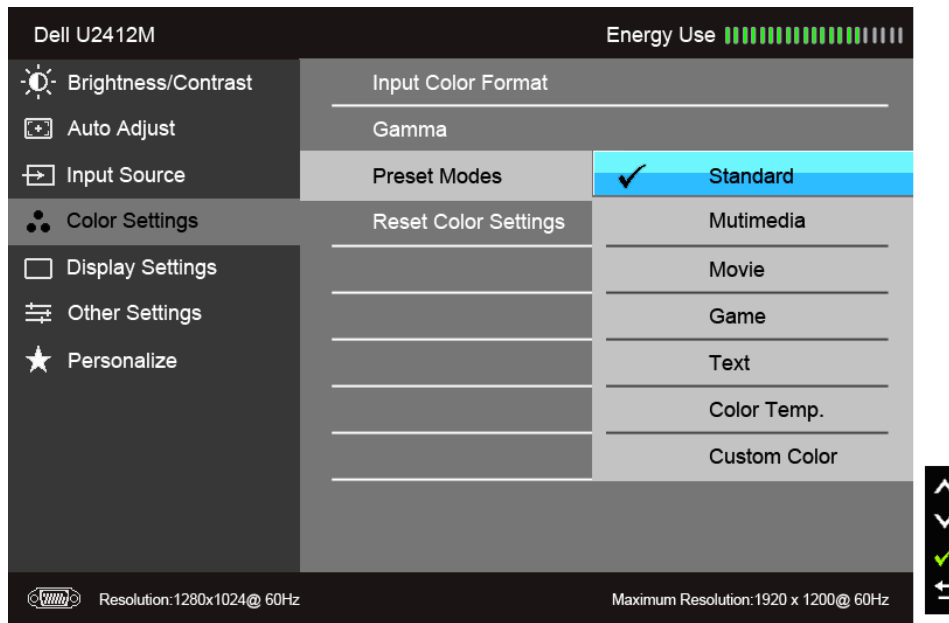 Dell U2412M
Energy Use
Brightness/Contrast
Auto Adjust
Input Source
Color Settings
Display Settings
Other Settings
Personalize
Input Color Format
Gamma
Preset Modes
Reset Color Settings
Standard
Mutimedia
Movie
Game
Text
Color Temp.
Custom Color
Resolution:1280x1024@ 60Hz
Maximum Resolution:1920 x 1200@ 60Hz